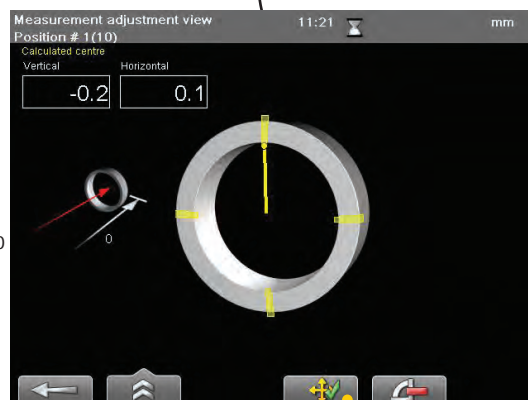 Measurement adjustment view 11:21 mm
Position # 1(10)
Calculated centre
Vertical Horizontal
-0.2 0.1
0